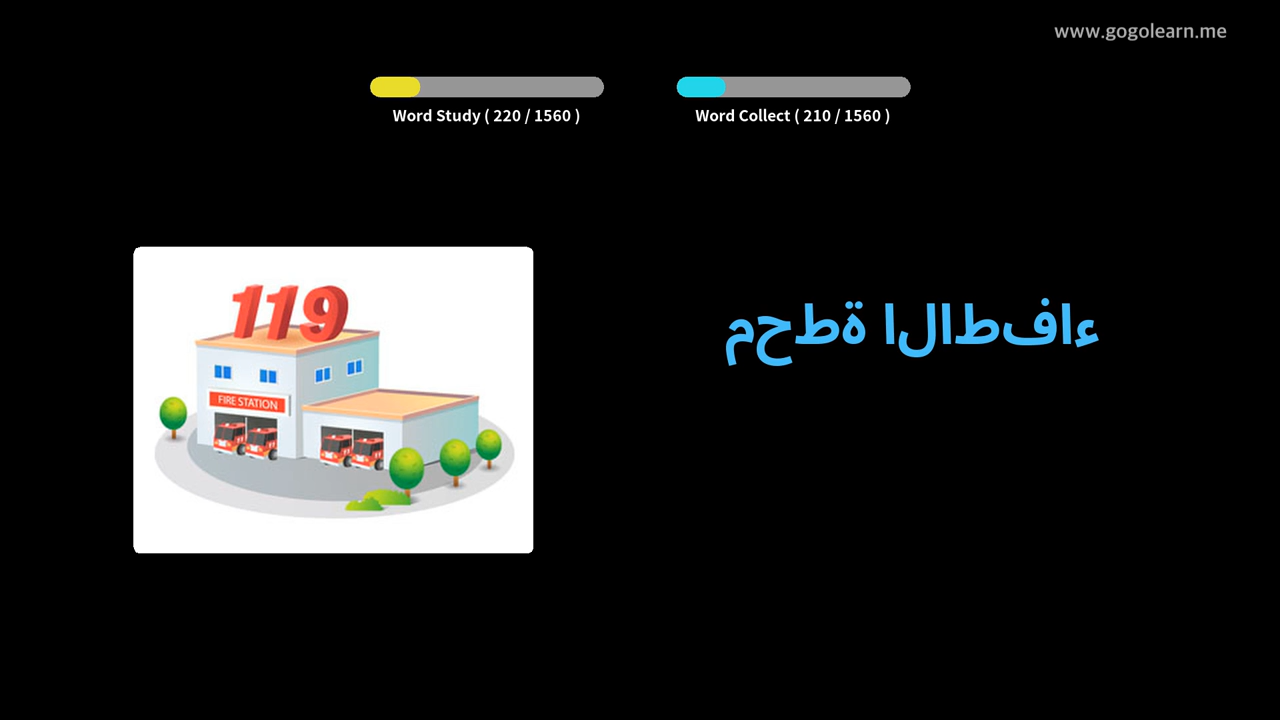 www.gogolearn.me
Word Study ( 220 / 1560 )
Word Collect ( 210 / 1560 )
119
FIRE STATION
محطة الاطفاء